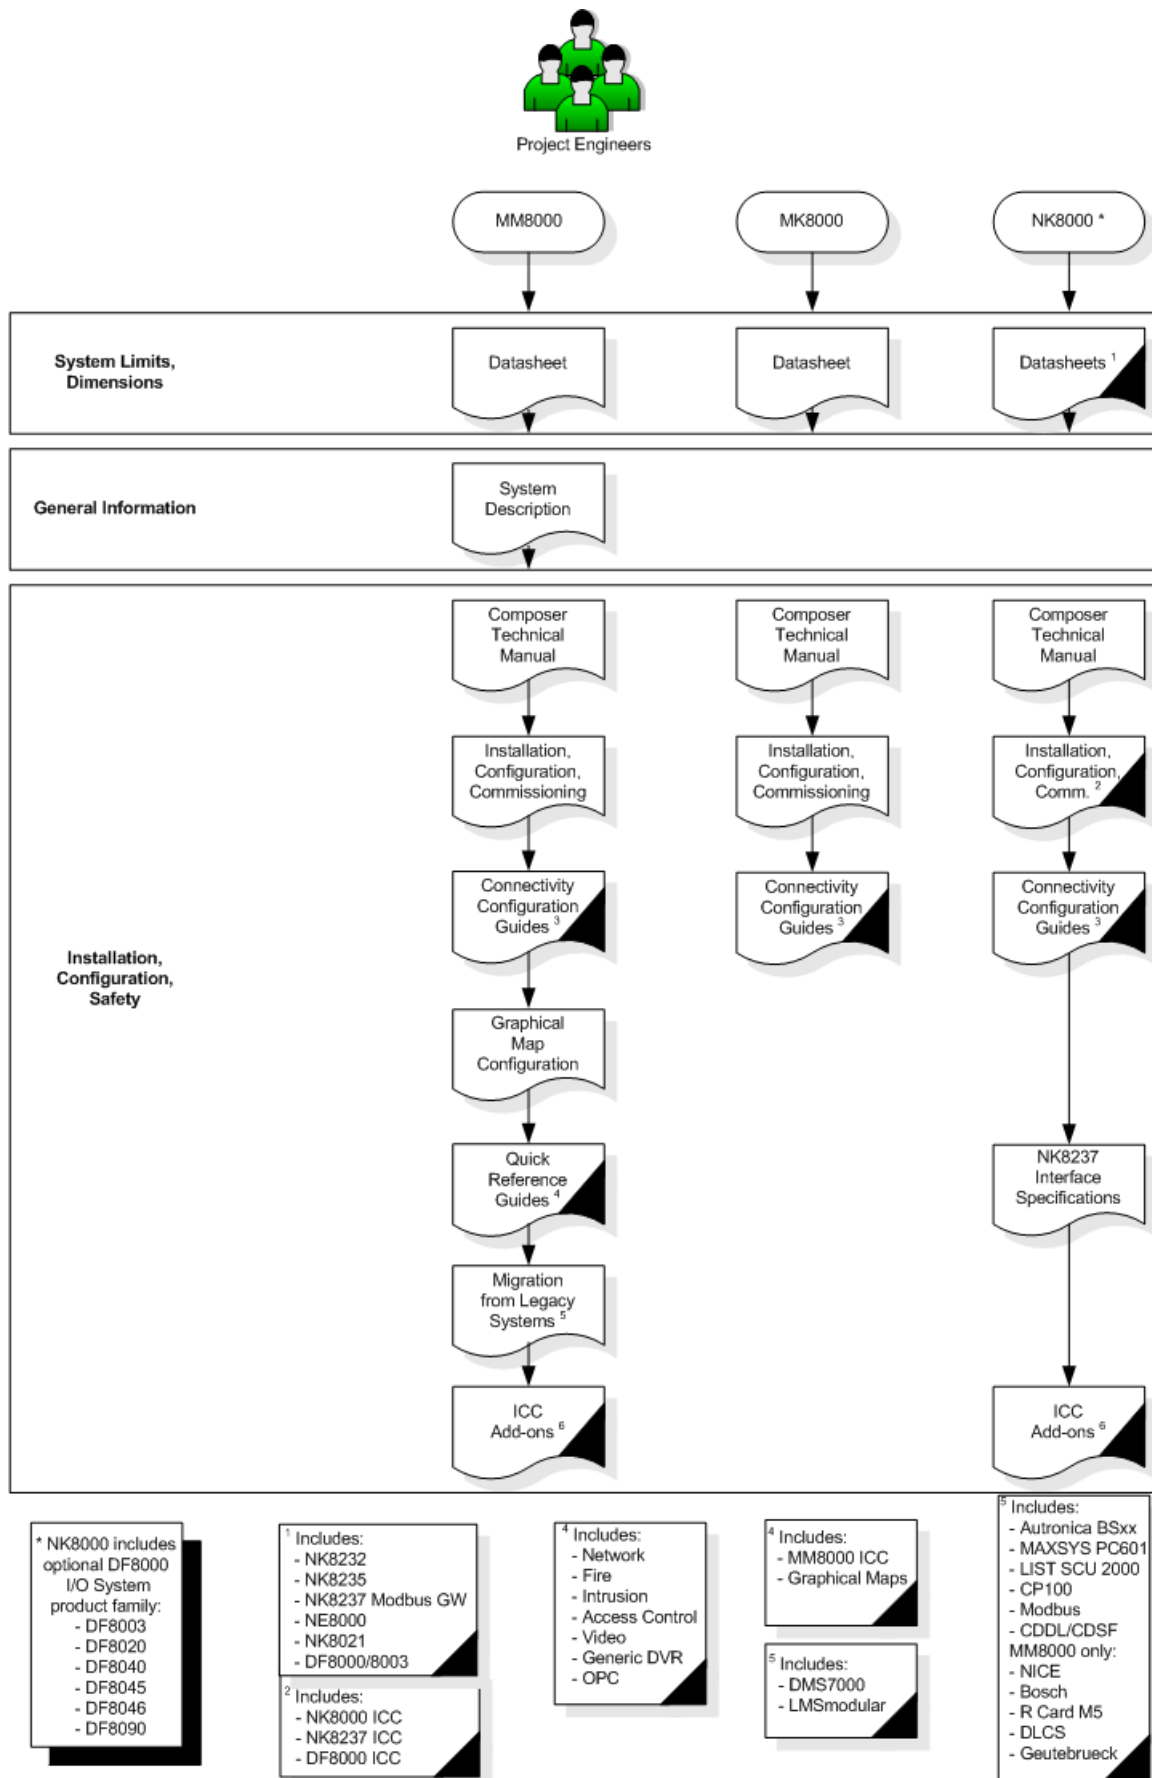 Project Engineers
MM8000
MK8000
NK8000 *
System Limits,
Dimensions
Datasheet
Datasheet
Datasheets 1
General Information
System
Description
Installation,
Configuration,
Safety
Composer
Technical
Manual
Composer
Technical
Manual
Composer
Technical
Manual
Installation,
Configuration,
Commissioning
Installation,
Configuration,
Commissioning
Installation,
Configuration,
Comm. 2
Connectivity
Configuration
Guides 3
Connectivity
Configuration
Guides 3
Connectivity
Configuration
Guides 3
Graphical
Map
Configuration
Quick
Reference
Guides 4
NK8237
Interface
Specifications
Migration
from Legacy
Systems 5
ICC
Add-ons 6
ICC
Add-ons 6
* NK8000 includes
optional DF8000
I/O System
product family:
- DF8003
- DF8020
- DF8040
- DF8045
- DF8046
- DF8090
1 Includes:
- NK8232
- NK8235
- NK8237 Modbus GW
- NE8000
- NK8021
- DF8000/8003
2 Includes:
- NK8000 ICC
- NK8237 ICC
- DF8000 ICC
4 Includes:
- Network
- Fire
- Intrusion
- Access Control
- Video
- Generic DVR
- OPC
4 Includes:
- MM8000 ICC
- Graphical Maps
5 Includes:
- DMS7000
- LMSmodular
5 Includes:
- Autronica BSxx
- MAXSYS PC601
- LIST SCU 2000
- CP100
- Modbus
- CDDL/CDSF
MM8000 only:
- NICE
- Bosch
- R Card M5
- DLCS
- Geutebrueck